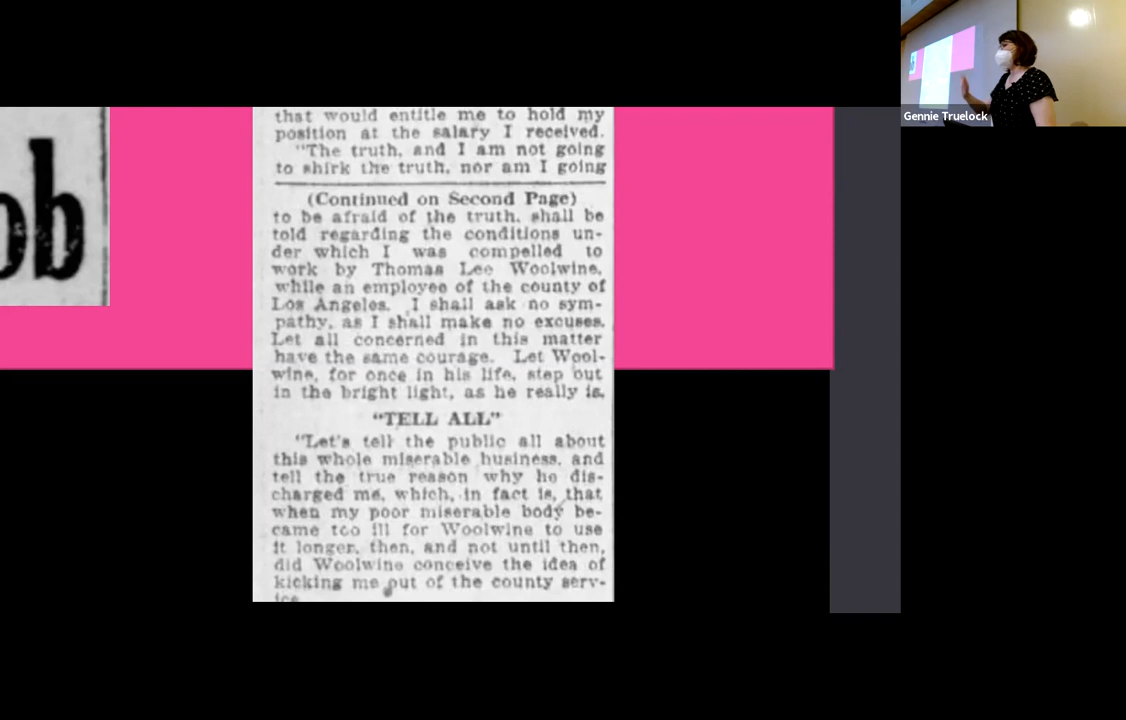 ob
that would entitle me to hold my
position at the salary I received.
"The truth, and I am not going
to shirk the truth, nor am I going
(Continued on Second Page)
to be afraid of the truth, shall be
told regarding the conditions un-
der which I was compelled to
work by Thomas Lee Woolwine,
while an employee of the county of
Los Angeles. I shall ask no sym-
pathy, as I shall make no excuses.
Let all concerned in this matter
have the same courage. Let Wool-
wine, for once in his life, step out
in the bright light, as he really is.
"TELL ALL"
"Let's tell the public all about
this whole miserable business, and
tell the true reason why he dis-
charged me, which, in fact is, that
when my poor miserable body be-
came too ill for Woolwine to use
it longer, then, and not until then,
did Woolwine conceive the idea of
kicking me out of the county serv-
ice
Gennie Truelock